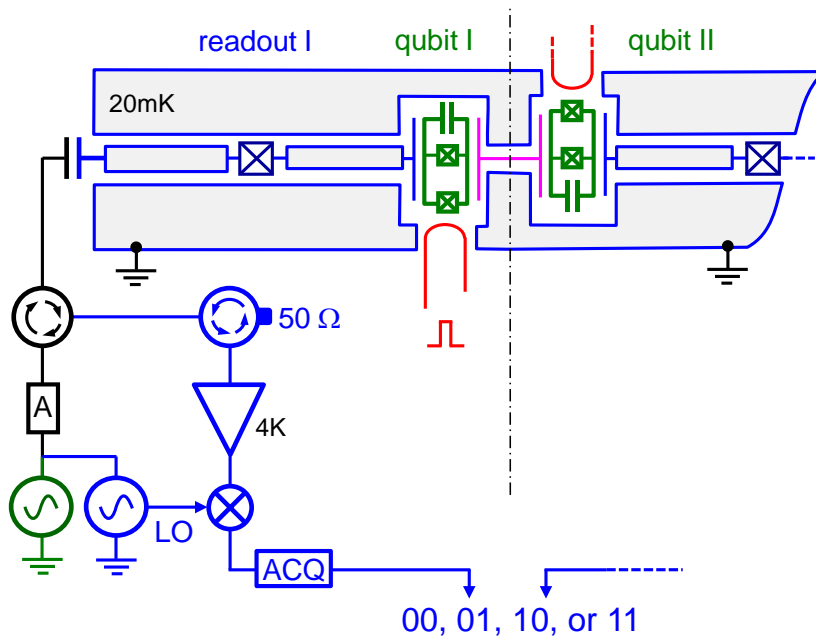 readout I
qubit I
qubit II
20mK
50 Ω
A
4K
LO
ACQ
00, 01, 10, or 11